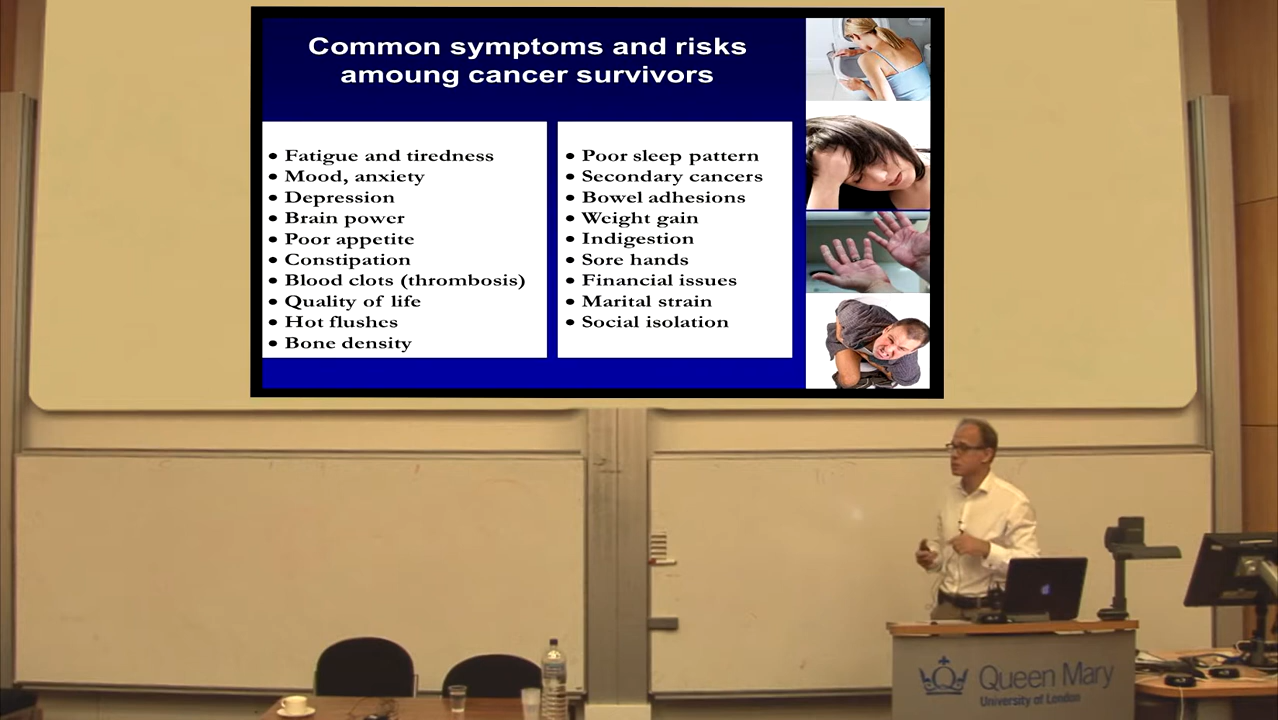 Common symptoms and risks
amoung cancer survivors
• Fatigue and tiredness
• Mood, anxiety
• Depression
• Brain power
• Poor appetite
• Constipation
• Blood clots (thrombosis)
• Quality of life
• Hot flushes
• Bone density
• Poor sleep pattern
• Secondary cancers
• Bowel adhesions
• Weight gain
• Indigestion
• Sore hands
• Financial issues
• Marital strain
• Social isolation
Queen Mary
University of London